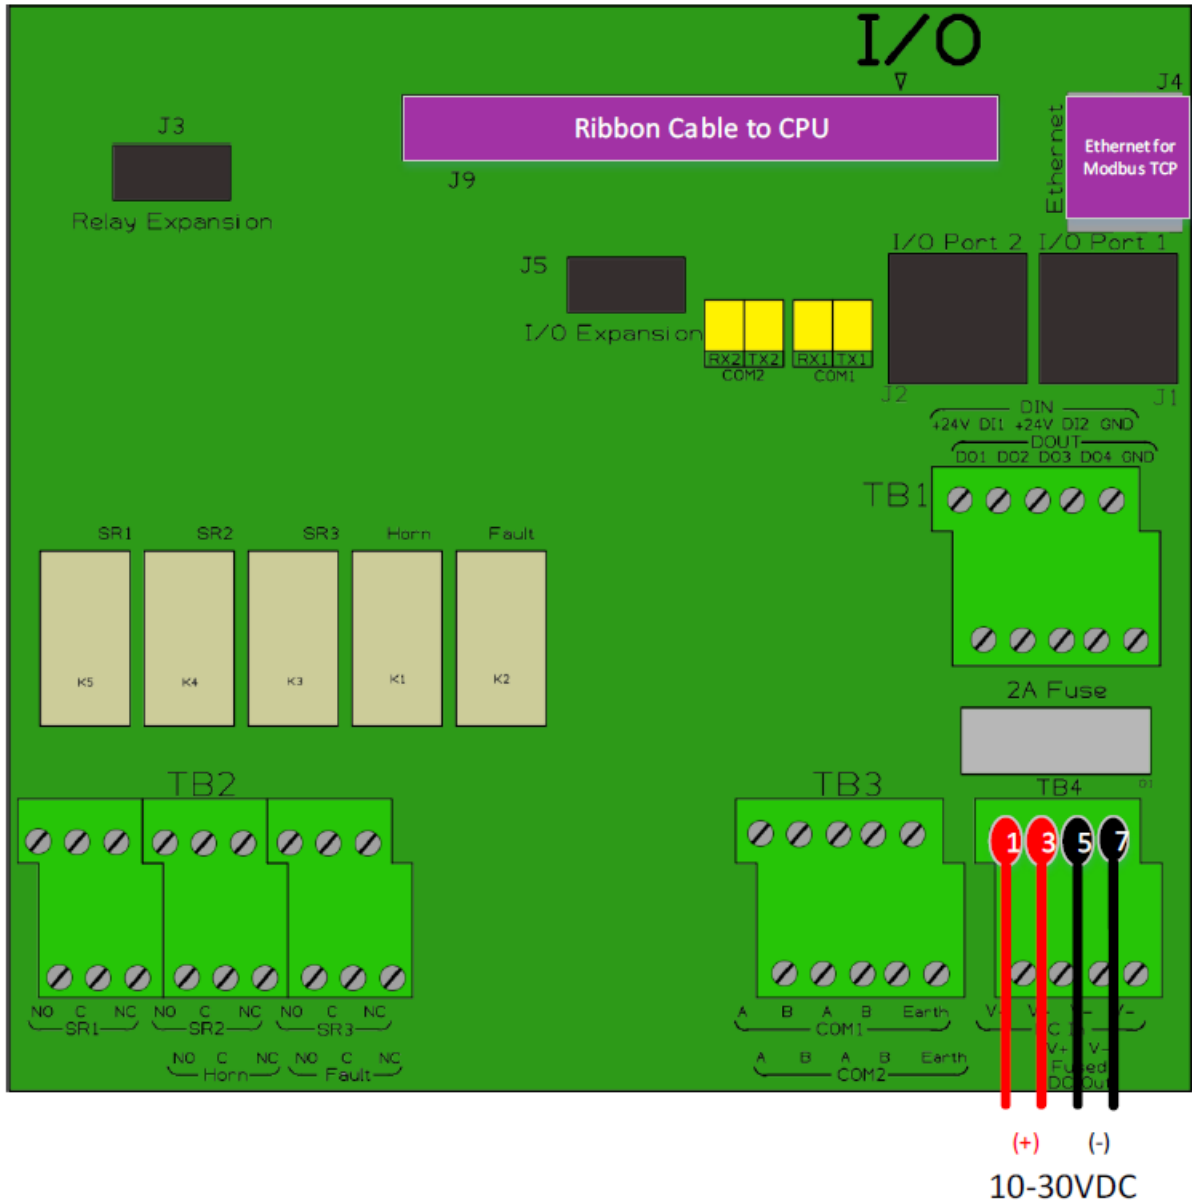 I/O
J4
Ribbon Cable to CPU
J3
J9
Relay Expansion
Ethernet
Ethernet for
Modbus TCP
I/O Port 2 I/O Port 1
J5
I/O Expansion
RX2 TX2 RX1 TX1
COM2 COM1
J2 J1
DIN
+24V DI1 +24V DI2 GND
DOUT
DO1 DO2 DO3 DO4 GND
TB1
SR1 SR2 SR3 Horn Fault
K5 K4 K3 K1 K2
2A Fuse
TB2 TB3 TB4
1 3 5 7
NO C NC NO C NC NO C NC
SR1 SR2 SR3
NO C NC NO C NC
Horn Fault
A B A B Earth
COM1
A B A B Earth
COM2
V- V-
V+ V-
Fused
DC Out
(+) (-)
10-30VDC